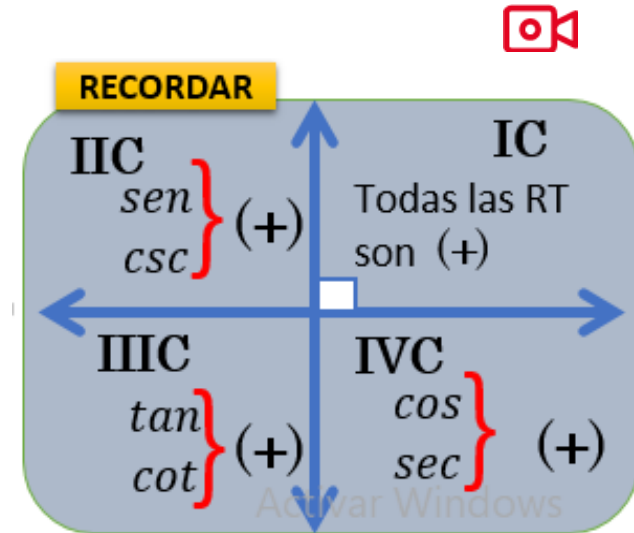 RECORDAR
IIC
sen
csc
(+)
IC
Todas las RT
son (+)
IIIC
tan
cot
(+)
IVC
cos
sec
(+)
Activar Windows